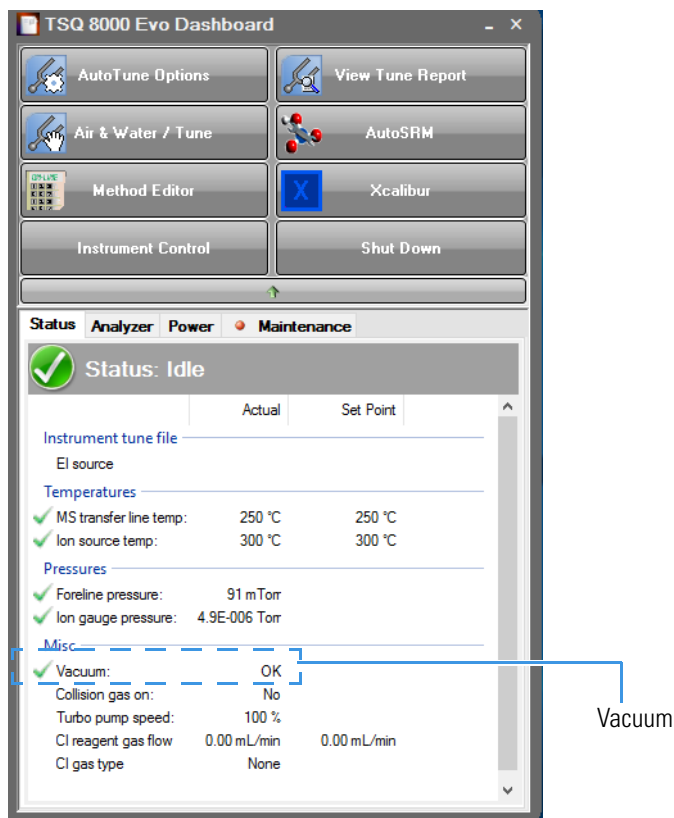 TSQ 8000 Evo Dashboard
AutoTune Options
View Tune Report
Air & Water / Tune
AutoSRM
Method Editor
X
Xcalibur
Instrument Control
Shut Down
Status Analyzer Power Maintenance
Status: Idle
Actual Set Point
Instrument tune file
EI source
Temperatures
MS transfer line temp: 250 °C 250 °C
Ion source temp: 300 °C 300 °C
Pressures
Foreline pressure: 91 mTorr
Ion gauge pressure: 4.9E-006 Torr
Misc
Vacuum: OK
Collision gas on: No
Turbo pump speed: 100 %
CI reagent gas flow 0.00 mL/min 0.00 mL/min
CI gas type None
Vacuum